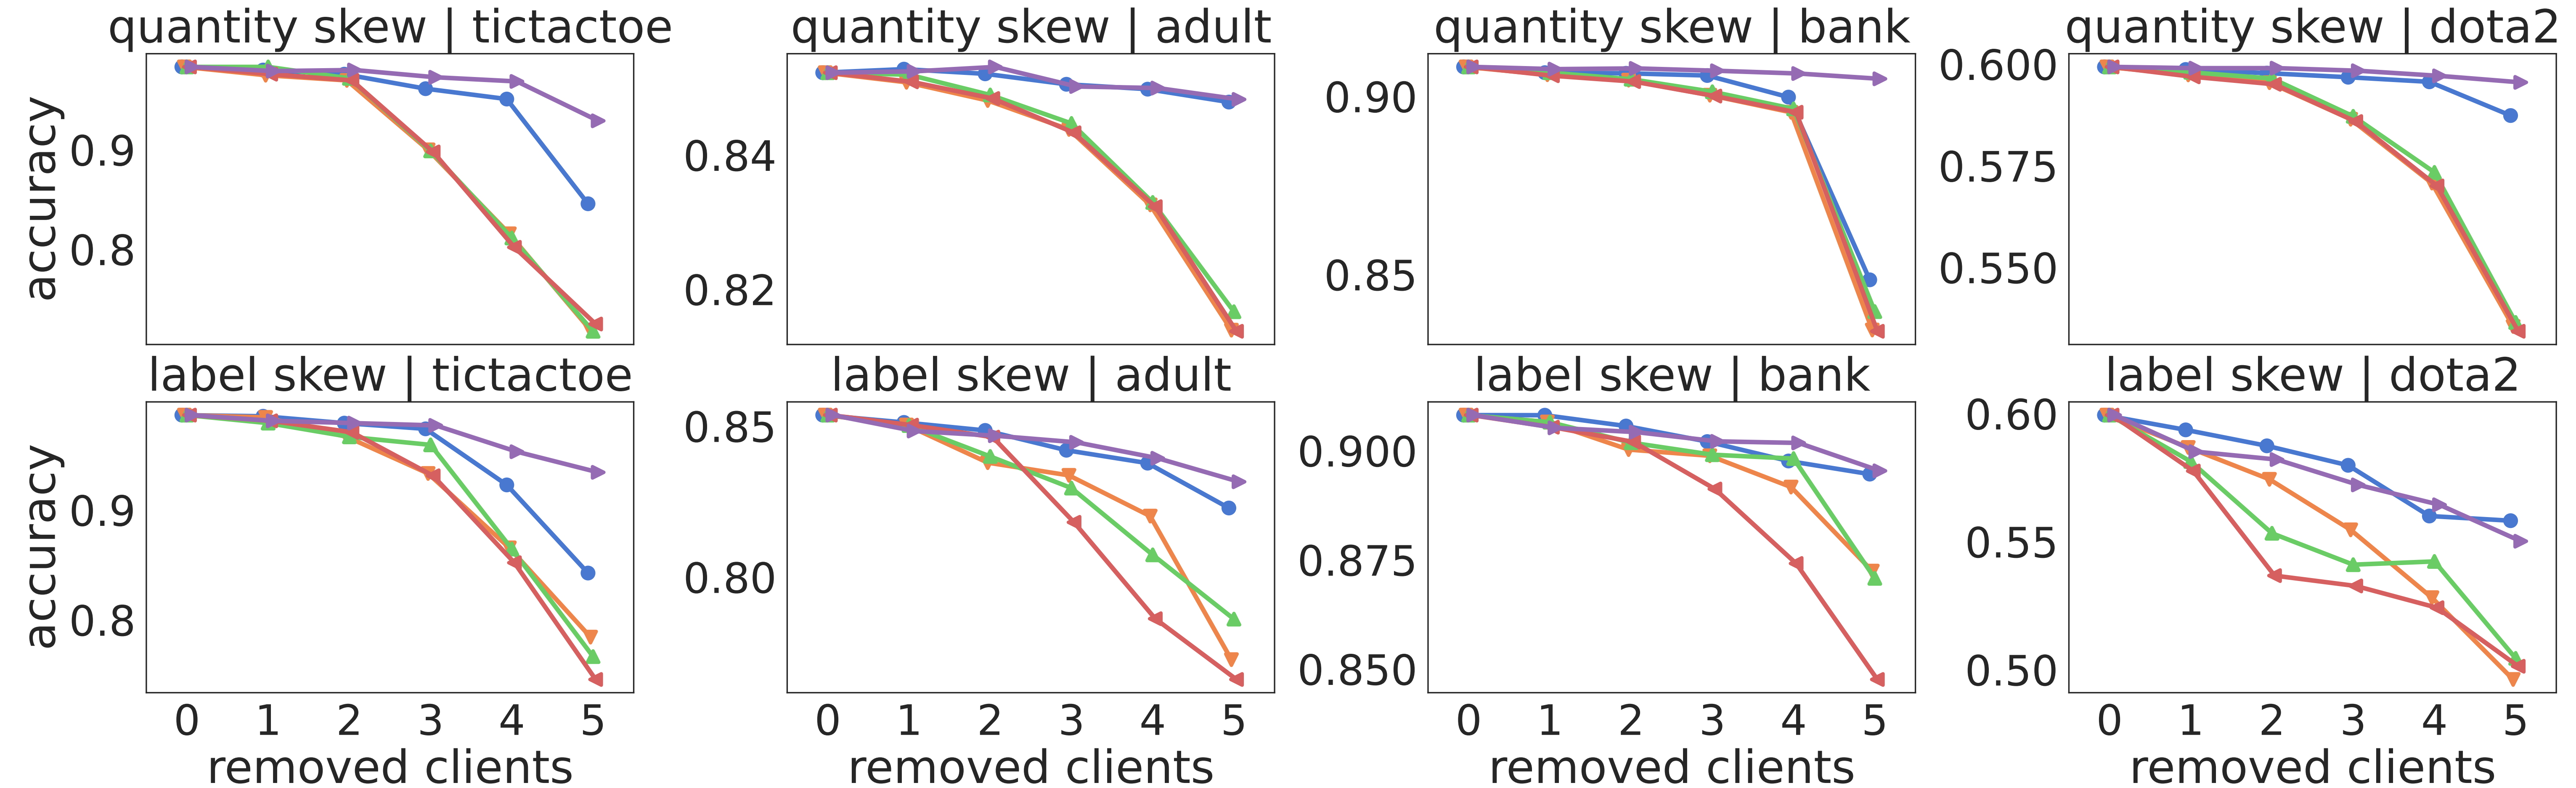 quantity skew | tictactoe
quantity skew | adult
quantity skew | bank
quantity skew | dota2
accuracy
0.9
0.8
0.84
0.82
0.90
0.85
0.600
0.575
0.550
label skew | tictactoe
label skew | adult
label skew | bank
label skew | dota2
accuracy
0.9
0.8
0.85
0.80
0.900
0.875
0.850
0.60
0.55
0.50
0 1 2 3 4 5
0 1 2 3 4 5
0 1 2 3 4 5
0 1 2 3 4 5
removed clients
removed clients
removed clients
removed clients